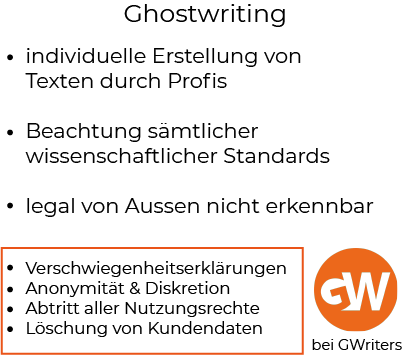 Ghostwriting
• individuelle Erstellung von
Texten durch Profis
• Beachtung sämtlicher
wissenschaftlicher Standards
• legal von Aussen nicht erkennbar
• Verschwiegenheitserklärungen
• Anonymität & Diskretion
• Abtritt aller Nutzungsrechte
• Löschung von Kundendaten
GW
bei GWriters